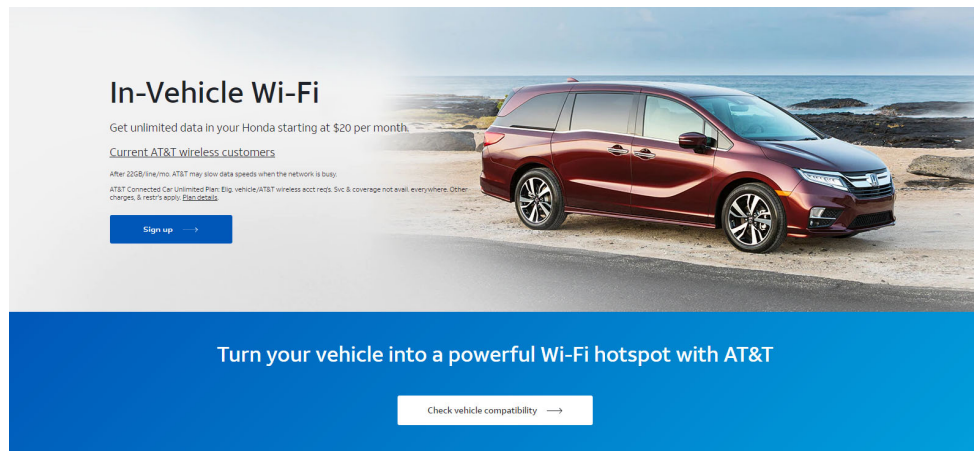 In-Vehicle Wi-Fi
Get unlimited data in your Honda starting at $20 per month.
Current AT&T wireless customers
After 22GB/line/mo. AT&T may slow data speeds when the network is busy.
AT&T Connected Car Unlimited Plan: Elig. vehicle/AT&T wireless acct req's. Svc & coverage not avail. everywhere. Other
charges, & restr's apply. Plan details.
Sign up →
Turn your vehicle into a powerful Wi-Fi hotspot with AT&T
Check vehicle compatibility →